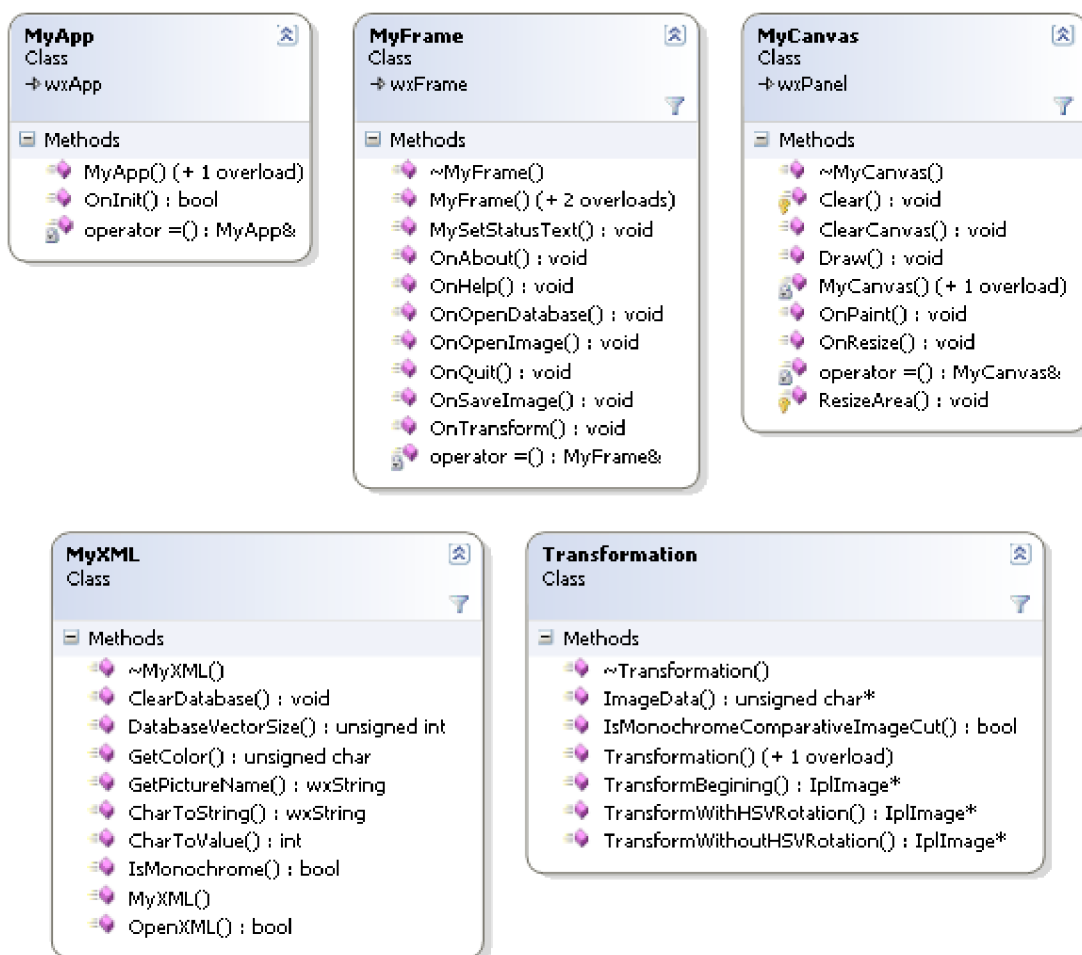 MyApp
Class
wxApp
Methods
MyApp() (+ 1 overload)
OnInit() : bool
operator =() : MyApp&
MyFrame
Class
wxFrame
Methods
~MyFrame()
MyFrame() (+ 2 overloads)
MySetStatusText() : void
OnAbout() : void
OnHelp() : void
OnOpenDatabase() : void
OnOpenImage() : void
OnQuit() : void
OnSaveImage() : void
OnTransform() : void
operator =() : MyFrame&
MyCanvas
Class
wxPanel
Methods
~MyCanvas()
Clear() : void
ClearCanvas() : void
Draw() : void
MyCanvas() (+ 1 overload)
OnPaint() : void
OnResize() : void
operator =() : MyCanvas&
ResizeArea() : void
MyXML
Class
Methods
~MyXML()
ClearDatabase() : void
DatabaseVectorSize() : unsigned int
GetColor() : unsigned char
GetPictureName() : wxString
CharToString() : wxString
CharToValue() : int
IsMonochrome() : bool
MyXML()
OpenXML() : bool
Transformation
Class
Methods
~Transformation()
ImageData() : unsigned char*
IsMonochromeComparativeImageCut() : bool
Transformation() (+ 1 overload)
TransformBegining() : IplImage*
TransformWithHSVRotation() : IplImage*
TransformWithoutHSVRotation() : IplImage*